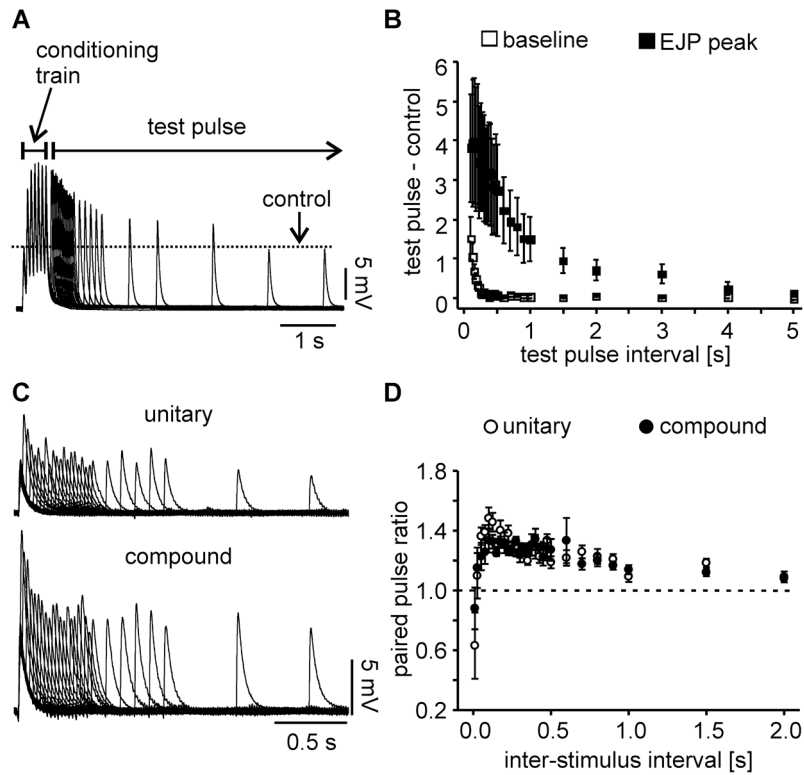 A
conditioning
train
test pulse
control
5 mV
1 s
B
baseline
EJP peak
test pulse - control
6
5
4
3
2
1
0
0 1 2 3 4 5
test pulse interval [s]
C
unitary
compound
5 mV
0.5 s
D
unitary
compound
paired pulse ratio
1.8
1.4
1.0
0.6
0.2
0.0 0.5 1.0 1.5 2.0
inter-stimulus interval [s]